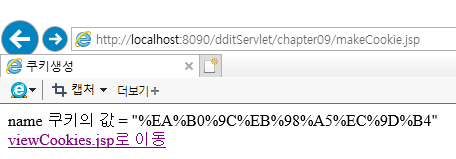 http://localhost:8090/dditServlet/chapter09/makeCookie.jsp
쿠키생성
캡처 더보기
name 쿠키의 값 = "%EA%B0%9C%EB%98%A5%EC%9D%B4"
viewCookies.jsp로 이동